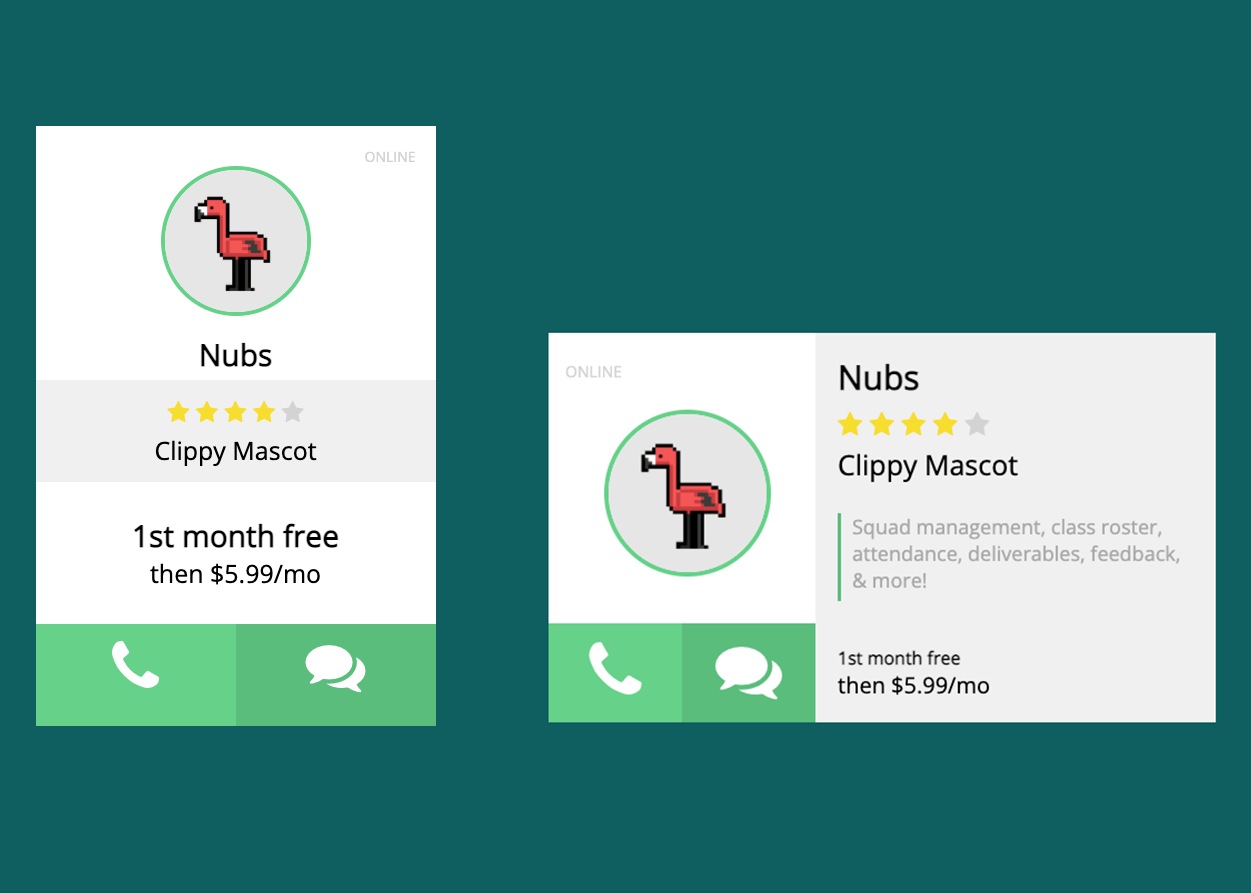 ONLINE
Nubs
Clippy Mascot
1st month free
then $5.99/mo
ONLINE
Nubs
Clippy Mascot
Squad management, class roster,
attendance, deliverables, feedback,
& more!
1st month free
then $5.99/mo